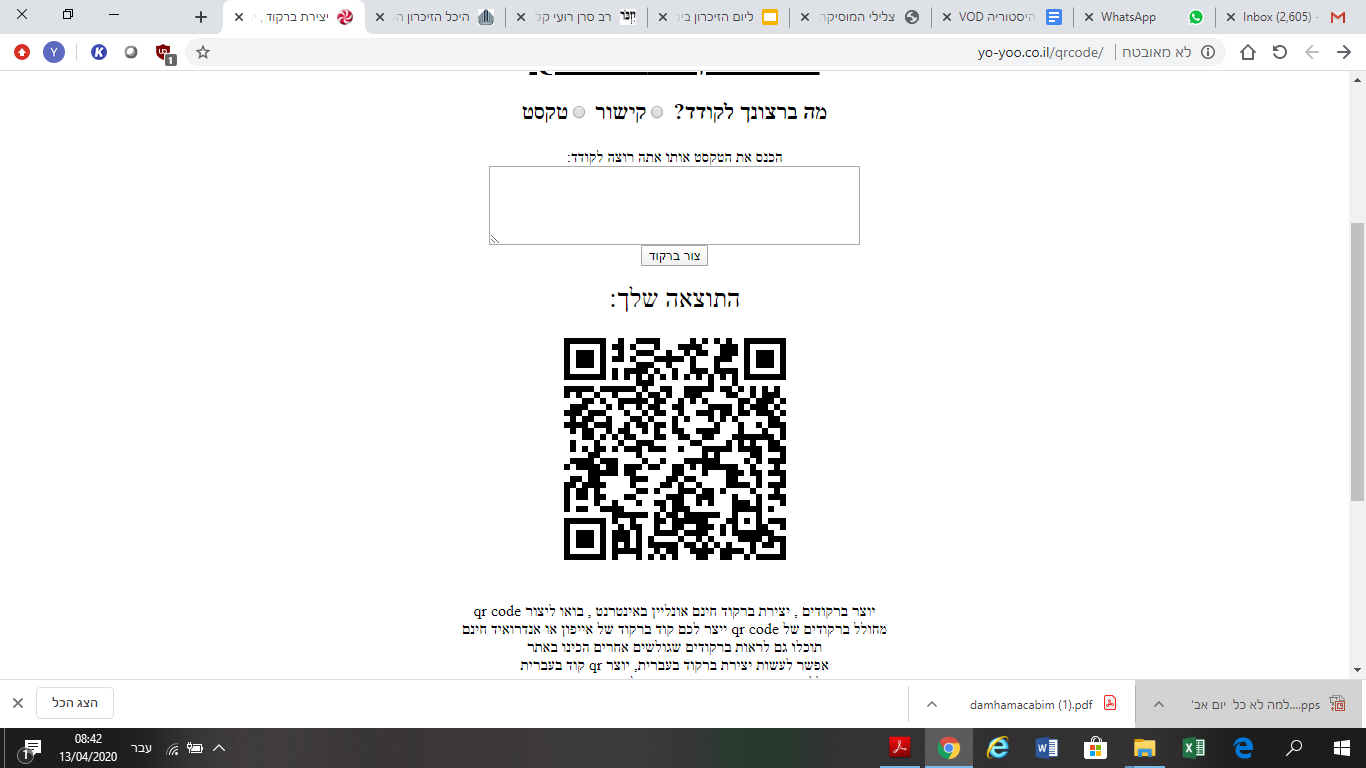 יצירת ברקוד , י
היכל הזיכרון הו
רב סרן רועי קל
ליום הזיכרון בינ
צלילי המוסיקה
היסטוריה VOD
WhatsApp
Inbox (2,605) -
yo-yoo.co.il/qrcode/
לא מאובטח
מה ברצונך לקודד? קישור טקסט
הכנס את הטקסט אותו אתה רוצה לקודד:
צור ברקוד
התוצאה שלך:
יוצר ברקודים , יצירת ברקוד חינם אונליין באינטרנט , בואו ליצור qr code
מחולל ברקודים של qr code ייצר לכם קוד ברקוד של אייפון או אנדרואיד חינם
תוכלו גם לראות ברקודים שגולשים אחרים הכינו באתר
אפשר לעשות יצירת ברקוד בעברית, יוצר qr קוד בעברית
הצג הכל
damhamacabim (1).pdf
למה לא כל יום אב'....pps
08:42
עבר
13/04/2020